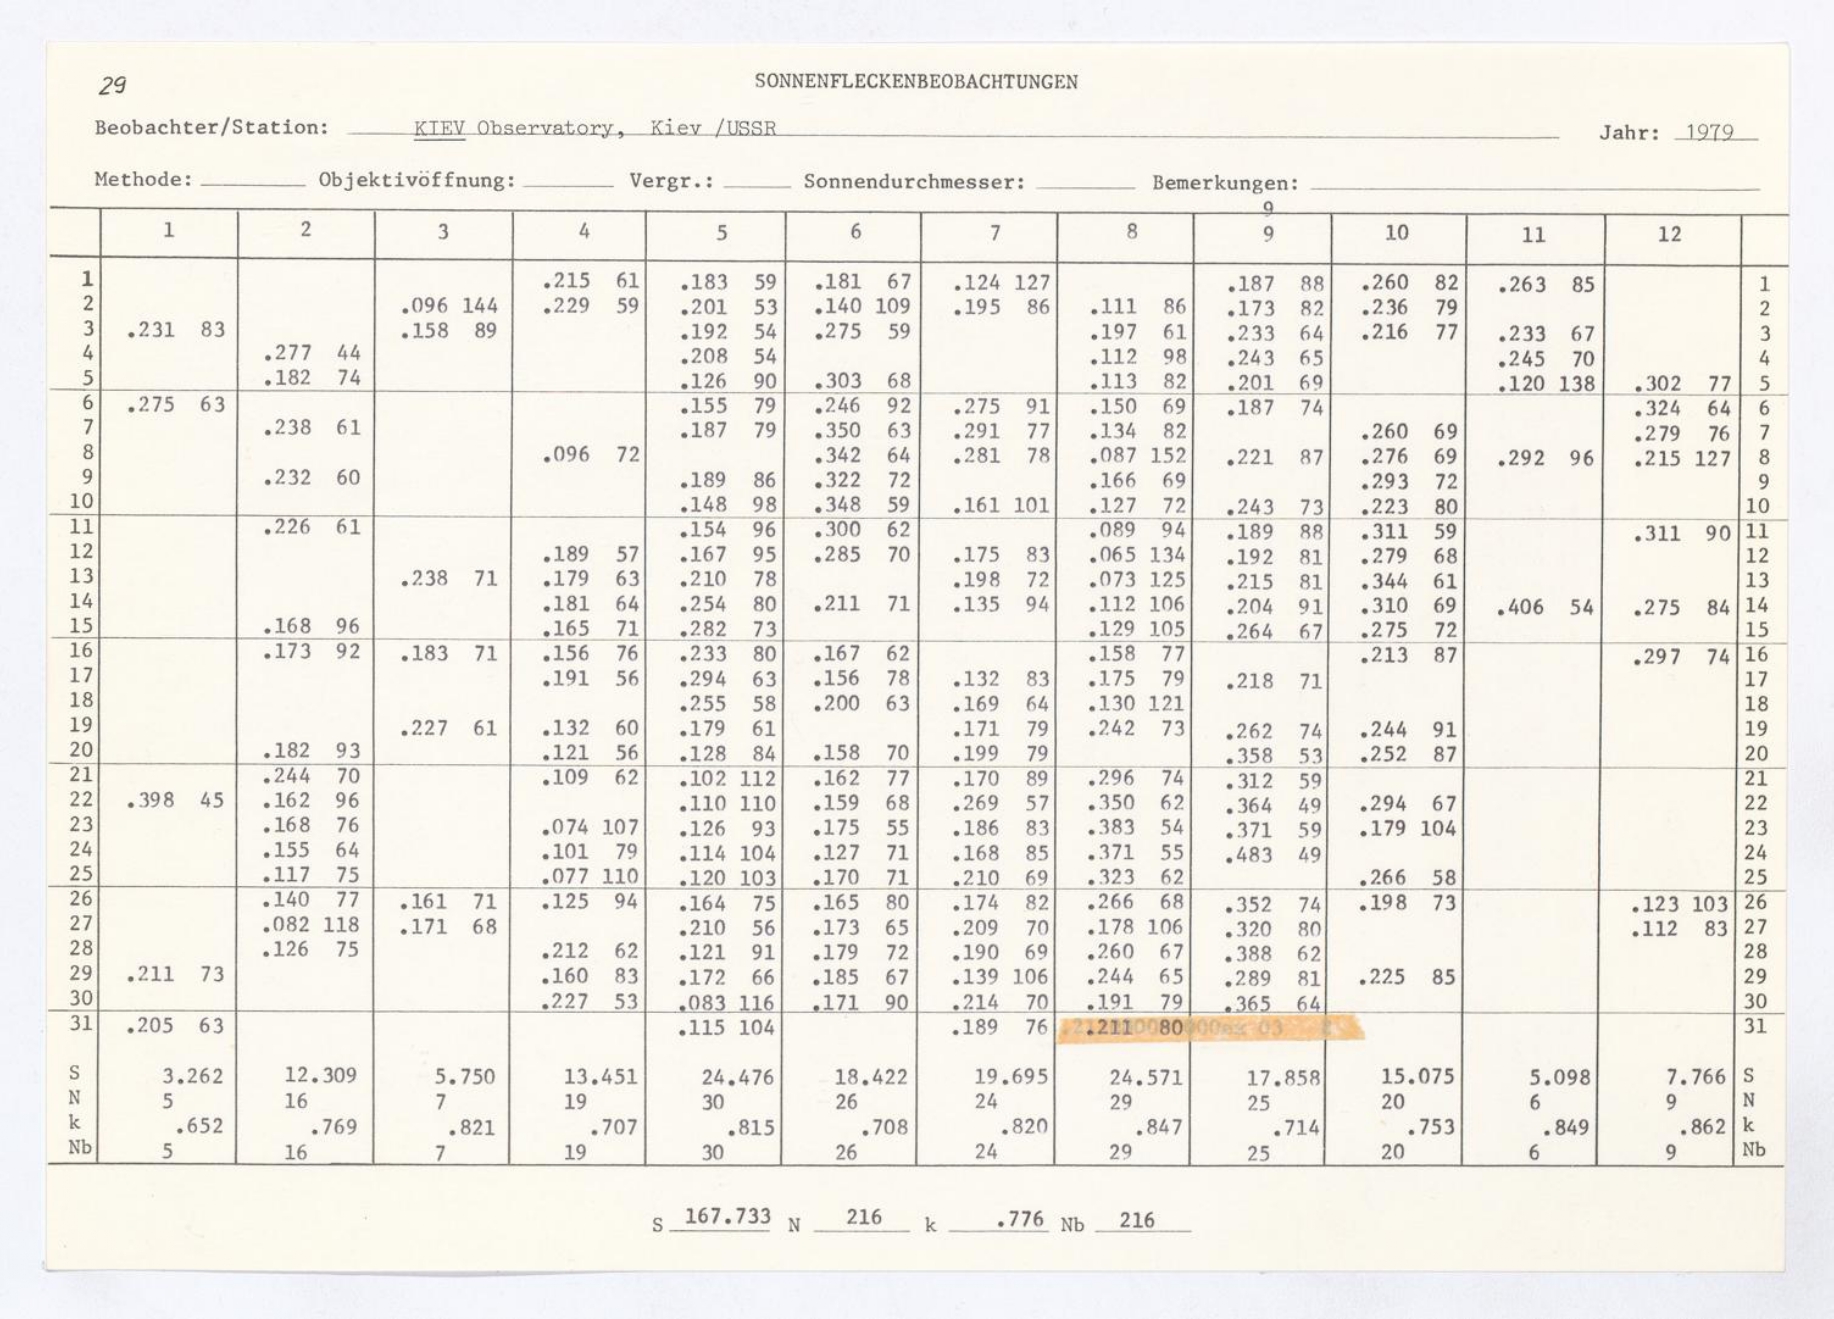 29
SONNENFLECKENBEOBACHTUNGEN
Beobachter/Station: KIEV Observatory, Kiev /USSR Jahr: 1979
Methode: Objektivöffnung: Vergr.: Sonnendurchmesser: Bemerkungen:
9
1 2 3 4 5 6 7 8 9 10 11 12
1 .215 61 .183 59 .181 67 .124 127 .187 88 .260 82 .263 85 1
2 .096 144 .229 59 .201 53 .140 109 .195 86 .111 86 .173 82 .236 79 2
3 .231 83 .158 89 .192 54 .275 59 .197 61 .233 64 .216 77 .233 67 3
4 .277 44 .208 54 .112 98 .243 65 .245 70 4
5 .182 74 .126 90 .303 68 .113 82 .201 69 .120 138 .302 77 5
6 .275 63 .155 79 .246 92 .275 91 .150 69 .187 74 .324 64 6
7 .238 61 .187 79 .350 63 .291 77 .134 82 .260 69 .279 76 7
8 .096 72 .342 64 .281 78 .087 152 .221 87 .276 69 .292 96 .215 127 8
9 .232 60 .189 86 .322 72 .166 69 .293 72 9
10 .148 98 .348 59 .161 101 .127 72 .243 73 .223 80 10
11 .226 61 .154 96 .300 62 .089 94 .189 88 .311 59 .311 90 11
12 .189 57 .167 95 .285 70 .175 83 .065 134 .192 81 .279 68 12
13 .238 71 .179 63 .210 78 .198 72 .073 125 .215 81 .344 61 13
14 .181 64 .254 80 .211 71 .135 94 .112 106 .204 91 .310 69 .406 54 .275 84 14
15 .168 96 .165 71 .282 73 .129 105 .264 67 .275 72 15
16 .173 92 .183 71 .156 76 .233 80 .167 62 .158 77 .213 87 .297 74 16
17 .191 56 .294 63 .156 78 .132 83 .175 79 .218 71 17
18 .255 58 .200 63 .169 64 .130 121 18
19 .227 61 .132 60 .179 61 .171 79 .242 73 .262 74 .244 91 19
20 .182 93 .121 56 .128 84 .158 70 .199 79 .358 53 .252 87 20
21 .244 70 .109 62 .102 112 .162 77 .170 89 .296 74 .312 59 21
22 .398 45 .162 96 .110 110 .159 68 .269 57 .350 62 .364 49 .294 67 22
23 .168 76 .074 107 .126 93 .175 55 .186 83 .383 54 .371 59 .179 104 23
24 .155 64 .101 79 .114 104 .127 71 .168 85 .371 55 .483 49 24
25 .117 75 .077 110 .120 103 .170 71 .210 69 .323 62 .266 58 25
26 .140 77 .161 71 .125 94 .164 75 .165 80 .174 82 .266 68 .352 74 .198 73 .123 103 26
27 .082 118 .171 68 .210 56 .173 65 .209 70 .178 106 .320 80 .112 83 27
28 .126 75 .212 62 .121 91 .179 72 .190 69 .260 67 .388 62 28
29 .211 73 .160 83 .172 66 .185 67 .139 106 .244 65 .289 81 .225 85 29
30 .227 53 .083 116 .171 90 .214 70 .191 79 .365 64 30
31 .205 63 .115 104 .189 76 .211 80 31
S 3.262 12.309 5.750 13.451 24.476 18.422 19.695 24.571 17.858 15.075 5.098 7.766 S
N 5 16 7 19 30 26 24 29 25 20 6 9 N
k .652 .769 .821 .707 .815 .708 .820 .847 .714 .753 .849 .862 k
Nb 5 16 7 19 30 26 24 29 25 20 6 9 Nb
S 167.733 N 216 k .776 Nb 216